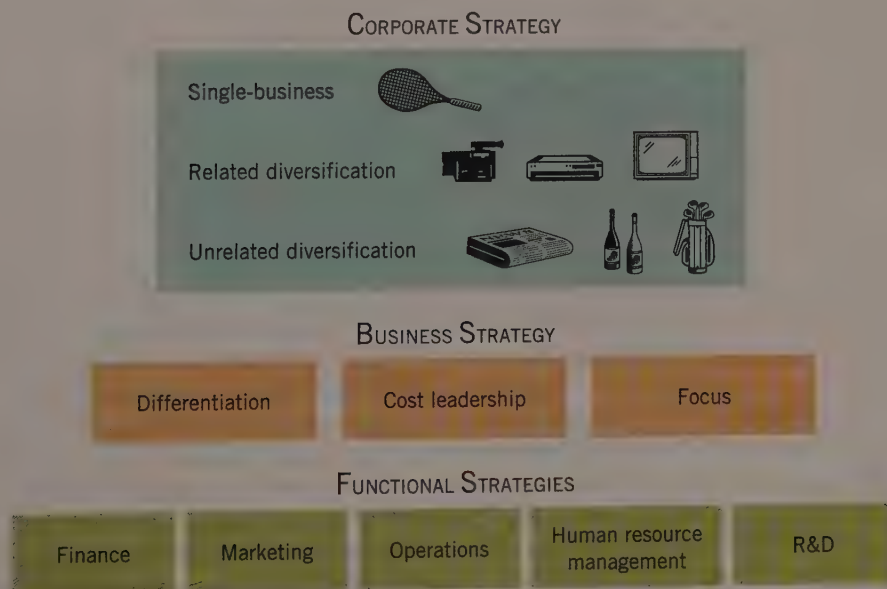 CORPORATE STRATEGY
Single-business
Related diversification
Unrelated diversification
BUSINESS STRATEGY
Differentiation
Cost leadership
Focus
FUNCTIONAL STRATEGIES
Finance
Marketing
Operations
Human resource
management
R&D